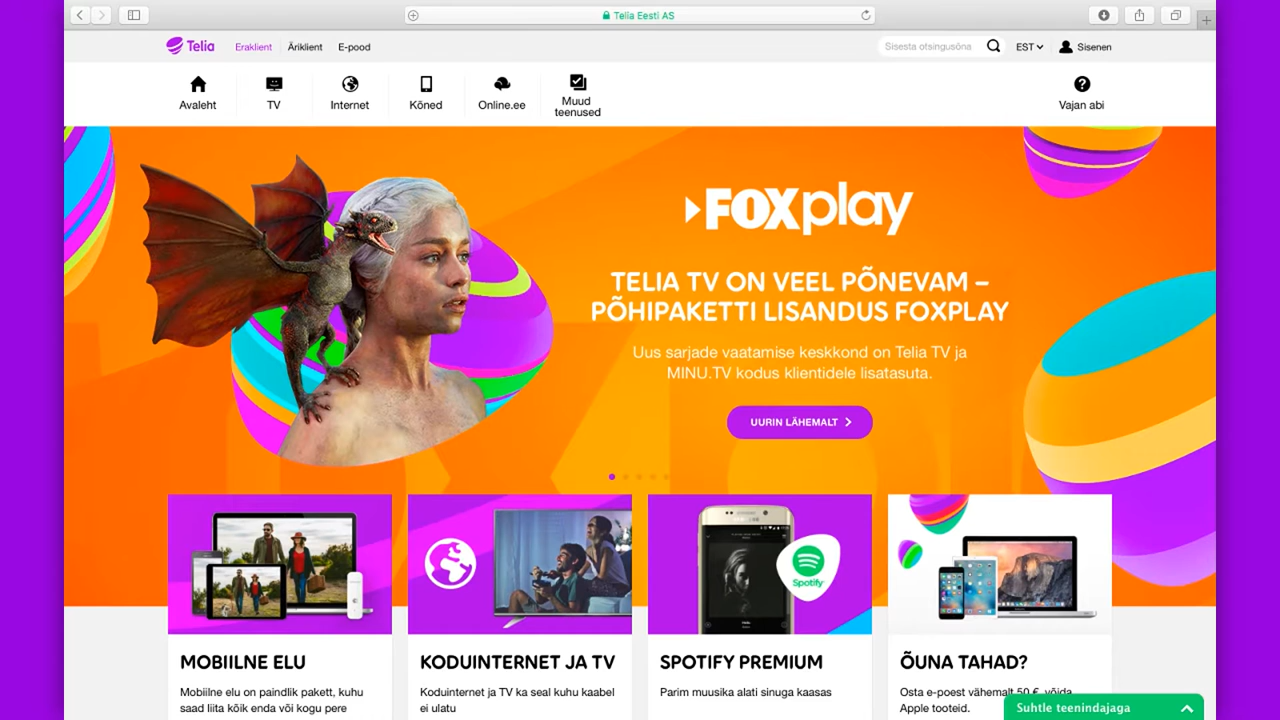 Telia Eesti AS
Telia
Eraklient
Äriklient
E-pood
Sisesta otsingusõna
EST
Sisenen
Avaleht
TV
Internet
Kõned
Online.ee
Muud
teenused
Vajan abi
FOXplay
TELIA TV ON VEEL PÕNEVAM –
PÕHIPAKETTI LISANDUS FOXPLAY
Uus sarjade vaatamise keskkond on Telia TV ja
MINU.TV kodus klientidele lisatasuta.
UURIN LÄHEMALT
Spotify
MOBIILNE ELU
Mobiilne elu on paindlik pakett, kuhu
saad liita kõik enda või kogu pere
KODUINTERNET JA TV
Koduinternet ja TV ka seal kuhu kaabel
ei ulatu
SPOTIFY PREMIUM
Parim muusika alati sinuga kaasas
ÕUNA TAHAD?
Osta e-poest vähemalt 50 €, võida
Apple tooteid.
Suhtle teenindajaga